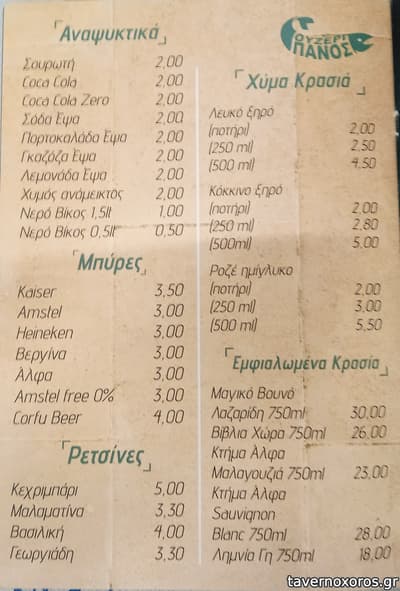 Αναψυκτικά
Σουρωτή 2,00
Coca Cola 2,00
Coca Cola Zero 2,00
Σόδα Έψα 2,00
Πορτοκαλάδα Έψα 2,00
Γκαζόζα Έψα 2,00
Λεμονάδα Έψα 2,00
Χυμός ανάμεικτος 2,00
Νερό Βίκος 1,5lt 1,00
Νερό Βίκος 0,5lt 0,50
Μπύρες
Kaiser 3,50
Amstel 3,00
Heineken 3,00
Βεργίνα 3,00
Άλφα 3,00
Amstel free 0% 3,00
Corfu Beer 4,00
Ρετσίνες
Κεχριμπάρι 5,00
Μαλαματίνα 3,30
Βασιλική 4,00
Γεωργιάδη 3,30
ΟΥΖΕΡΙ
ΠΑΝΟΣ
Χύμα Κρασιά
Λευκό ξηρό
(ποτήρι) 2,00
(250 ml) 2,50
(500 ml) 4,50
Κόκκινο ξηρό
(ποτήρι) 2,00
(250 ml) 2,80
(500ml) 5,00
Ροζέ ημίγλυκο
(ποτήρι) 2,00
(250 ml) 3,00
(500 ml) 5,50
Εμφιαλωμένα Κρασία
Μαγικό Βουνό
Λαζαρίδη 750ml 30,00
Βίβλια Χώρα 750ml 26,00
Κτήμα Άλφα
Μαλαγουζιά 750ml 23,00
Κτήμα Άλφα
Sauvignon
Blanc 750ml 28,00
Λημνία Γη 750ml 18,00
tavernoxoros.gr